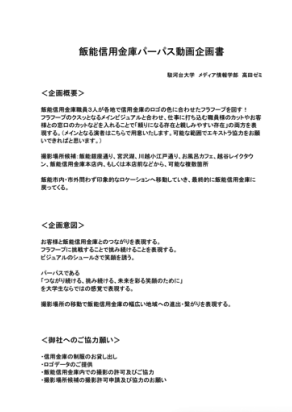 飯能信用金庫パーパス動画企画書
駿河台大学 メディア情報学部 髙田ゼミ
＜企画概要＞
飯能信用金庫職員3人が各地で信用金庫のロゴの色に合わせたフラフープを回す！
フラフープのクスっとなるメインビジュアルと合わせ、仕事に打ち込む職員様のカットやお客
様との窓口のカットなどを入れることで「頼りになる存在と親しみやすい存在」の両方を表
現する。（メインとなる演者はこちらで用意いたします。可能な範囲でエキストラ協力をお願
いできればと思います。）
撮影場所候補：飯能銀座通り、宮沢湖、川越小江戸通り、お風呂カフェ、越谷レイクタウ
ン、飯能信用金庫本店内、もしくは本店前などから、可能な複数箇所
飯能市内・市外問わず印象的なロケーションへ移動していき、最終的に飯能信用金庫に
戻ってくる。
＜企画意図＞
お客様と飯能信用金庫とのつながりを表現する。
フラフープに挑戦することで挑み続けることを表現する。
ビジュアルのシュールさで笑顔を誘う。
パーパスである
「つながり続ける、挑み続ける、未来を彩る笑顔のために」
を大学生ならではの感覚で表現する。
撮影場所の移動で飯能信用金庫の幅広い地域への進出・繋がりを表現する。
＜御社へのご協力願い＞
・信用金庫の制服のお貸し出し
・ロゴデータのご提供
・飯能信用金庫内での撮影の許可及びご協力
・撮影場所候補の撮影許可申請及び協力のお願い